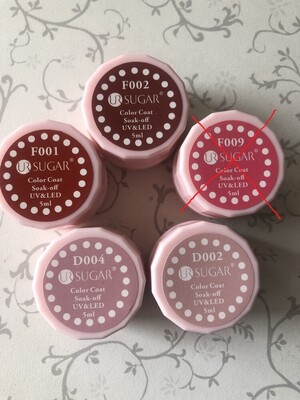 F002
UR SUGAR®
Color Coat
Soak-off
UV&LED
5ml
F001
UR SUGAR®
Color Coat
Soak-off
UV&LED
5ml
F009
UR SUGAR®
Color Coat
Soak-off
UV&LED
5ml
D004
UR SUGAR®
Color Coat
Soak-off
UV&LED
5ml
D002
UR SUGAR®
Color Coat
Soak-off
UV&LED
5ml